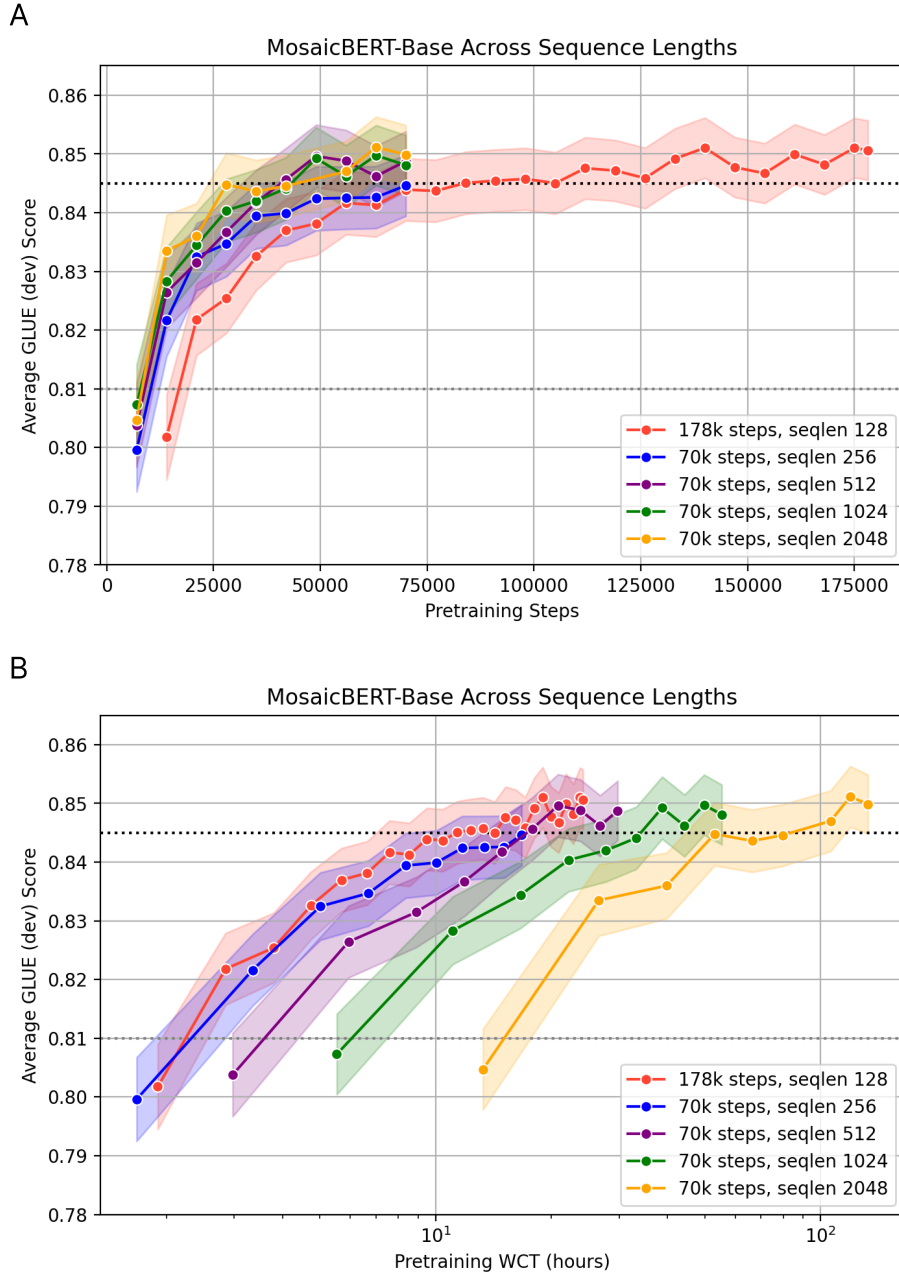 A
MosaicBERT-Base Across Sequence Lengths
0.86
0.85
0.84
0.83
0.82
0.81
0.80
0.79
0.78
Average GLUE (dev) Score
178k steps, seqlen 128
70k steps, seqlen 256
70k steps, seqlen 512
70k steps, seqlen 1024
70k steps, seqlen 2048
0 25000 50000 75000 100000 125000 150000 175000
Pretraining Steps
B
MosaicBERT-Base Across Sequence Lengths
0.86
0.85
0.84
0.83
0.82
0.81
0.80
0.79
0.78
Average GLUE (dev) Score
178k steps, seqlen 128
70k steps, seqlen 256
70k steps, seqlen 512
70k steps, seqlen 1024
70k steps, seqlen 2048
10¹ 10²
Pretraining WCT (hours)